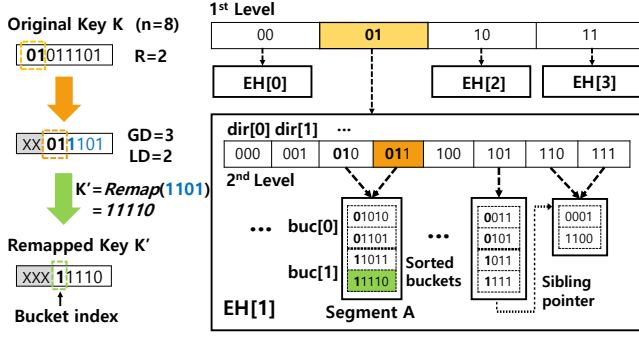 Original Key K (n=8)
01011101 R=2
XX 011101 GD=3
LD=2
K'=Remap(1101)
= 11110
Remapped Key K'
XXX 11110
Bucket index
1st Level
00 01 10 11
EH[0] EH[2] EH[3]
dir[0] dir[1] ...
000 001 010 011 100 101 110 111
2nd Level
... buc[0] 01010 ... 0011 0001
01101 0101 1100
buc[1] 11011 Sorted 1011
11110 buckets 1111 Sibling
EH[1] Segment A pointer